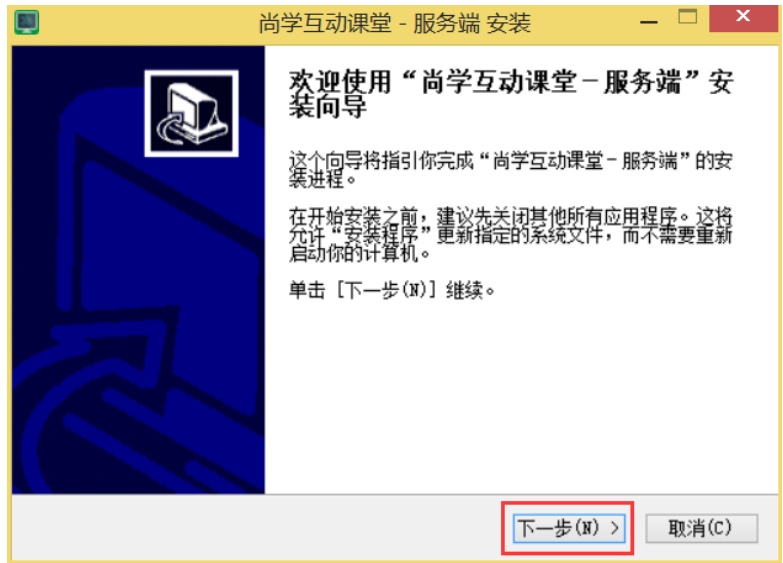 尚学互动课堂 - 服务端 安装
欢迎使用“尚学互动课堂－服务端”安
装向导
这个向导将指引你完成“尚学互动课堂－服务端”的安
装进程。
在开始安装之前，建议先关闭其他所有应用程序。这将
允许“安装程序”更新指定的系统文件，而不需要重新
启动你的计算机。
单击 [下一步(N)] 继续。
下一步(N) >
取消(C)